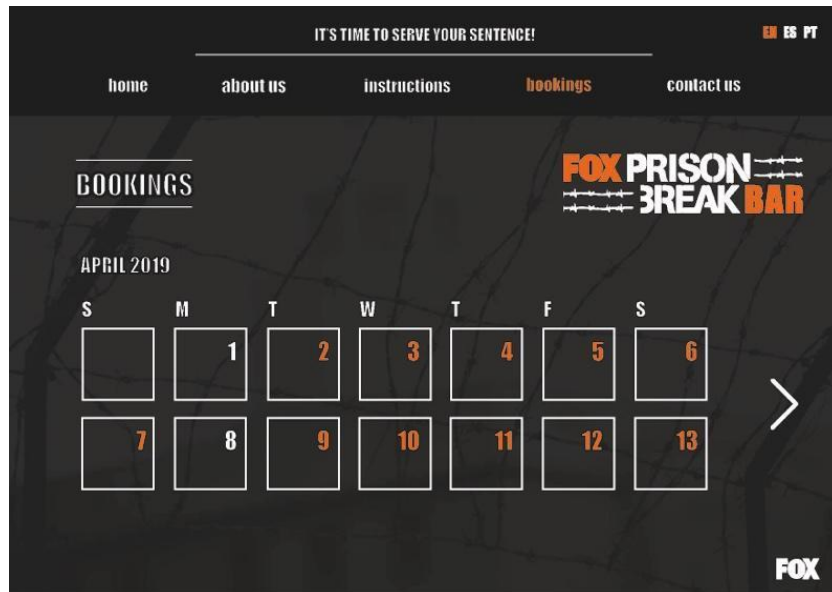 IT'S TIME TO SERVE YOUR SENTENCE!
EN ES PT
home about us instructions bookings contact us
BOOKINGS
FOX PRISON
BREAK BAR
APRIL 2019
S M T W T F S
1 2 3 4 5 6
7 8 9 10 11 12 13
FOX